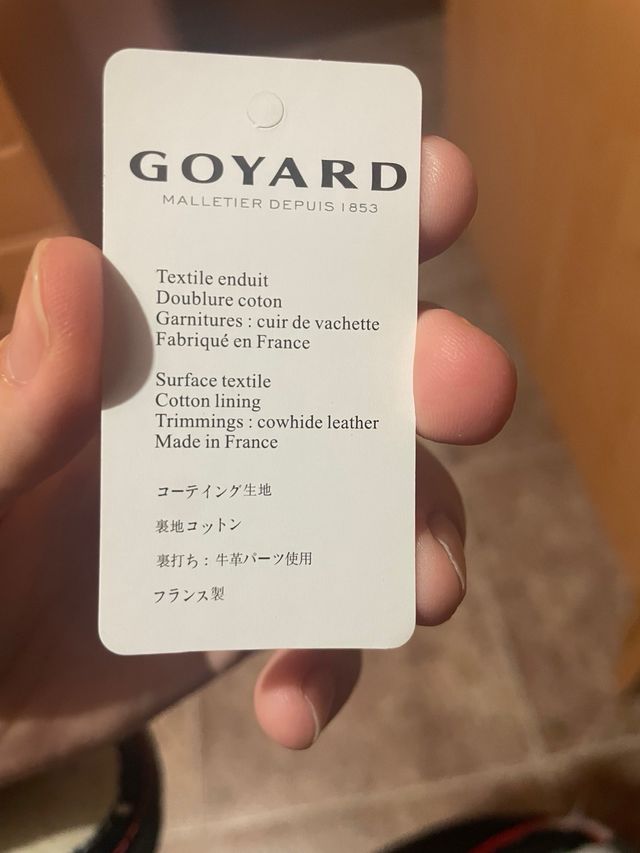 GOYARD
MALLETIER DEPUIS 1853
Textile enduit
Doublure coton
Garnitures : cuir de vachette
Fabriqué en France
Surface textile
Cotton lining
Trimmings : cowhide leather
Made in France
コーテイング生地
裏地コットン
裏打ち：牛革パーツ使用
フランス製